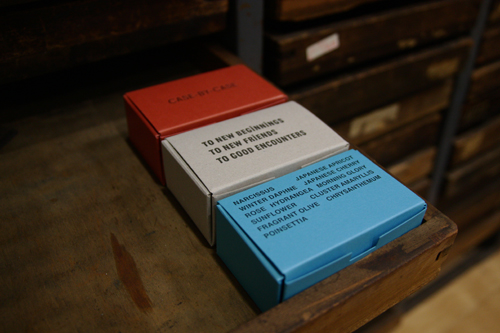 CASE-BY-CASE
TO NEW BEGINNINGS
TO NEW FRIENDS
TO GOOD ENCOUNTERS
NARCISSUS JAPANESE APRICOT
WINTER DAPHNE JAPANESE CHERRY
ROSE HYDRANGEA MORNING GLORY
SUNFLOWER CLUSTER AMARYLLIS
FRAGRANT OLIVE CHRYSANTHEMUM
POINSETTIA